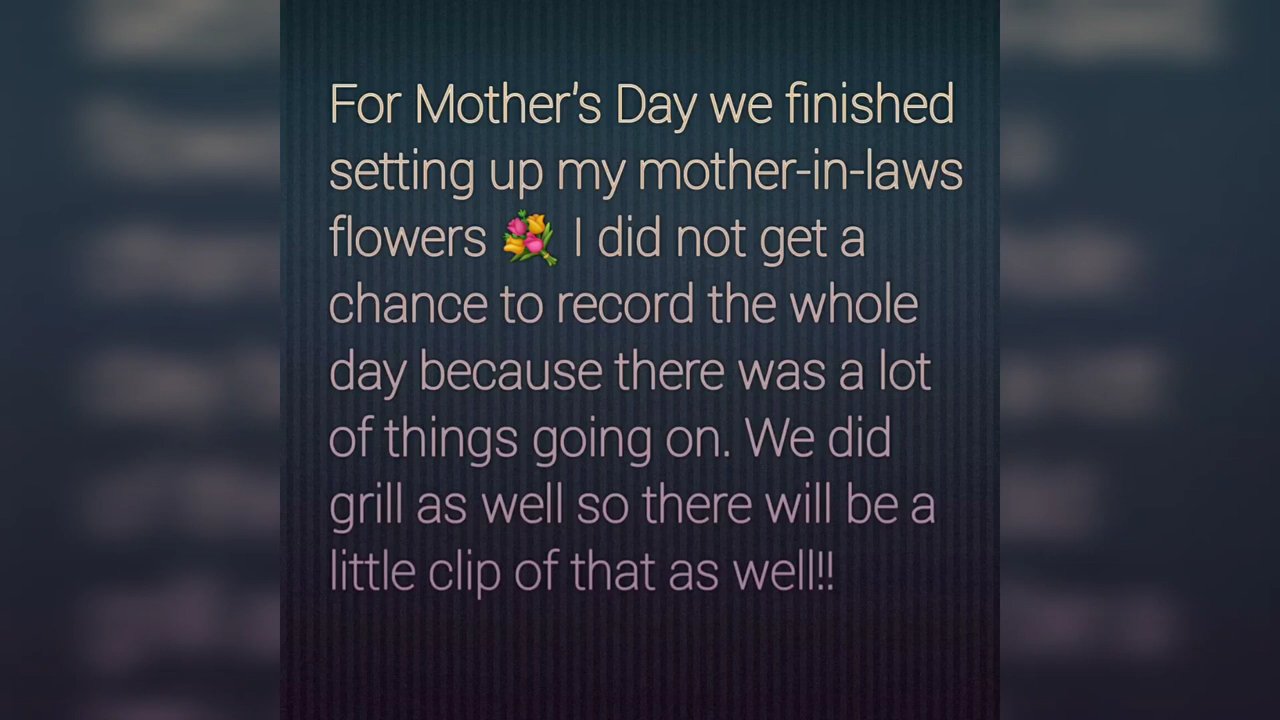 For Mother's Day we finished
setting up my mother-in-laws
flowers 💐 I did not get a
chance to record the whole
day because there was a lot
of things going on. We did
grill as well so there will be a
little clip of that as well!!